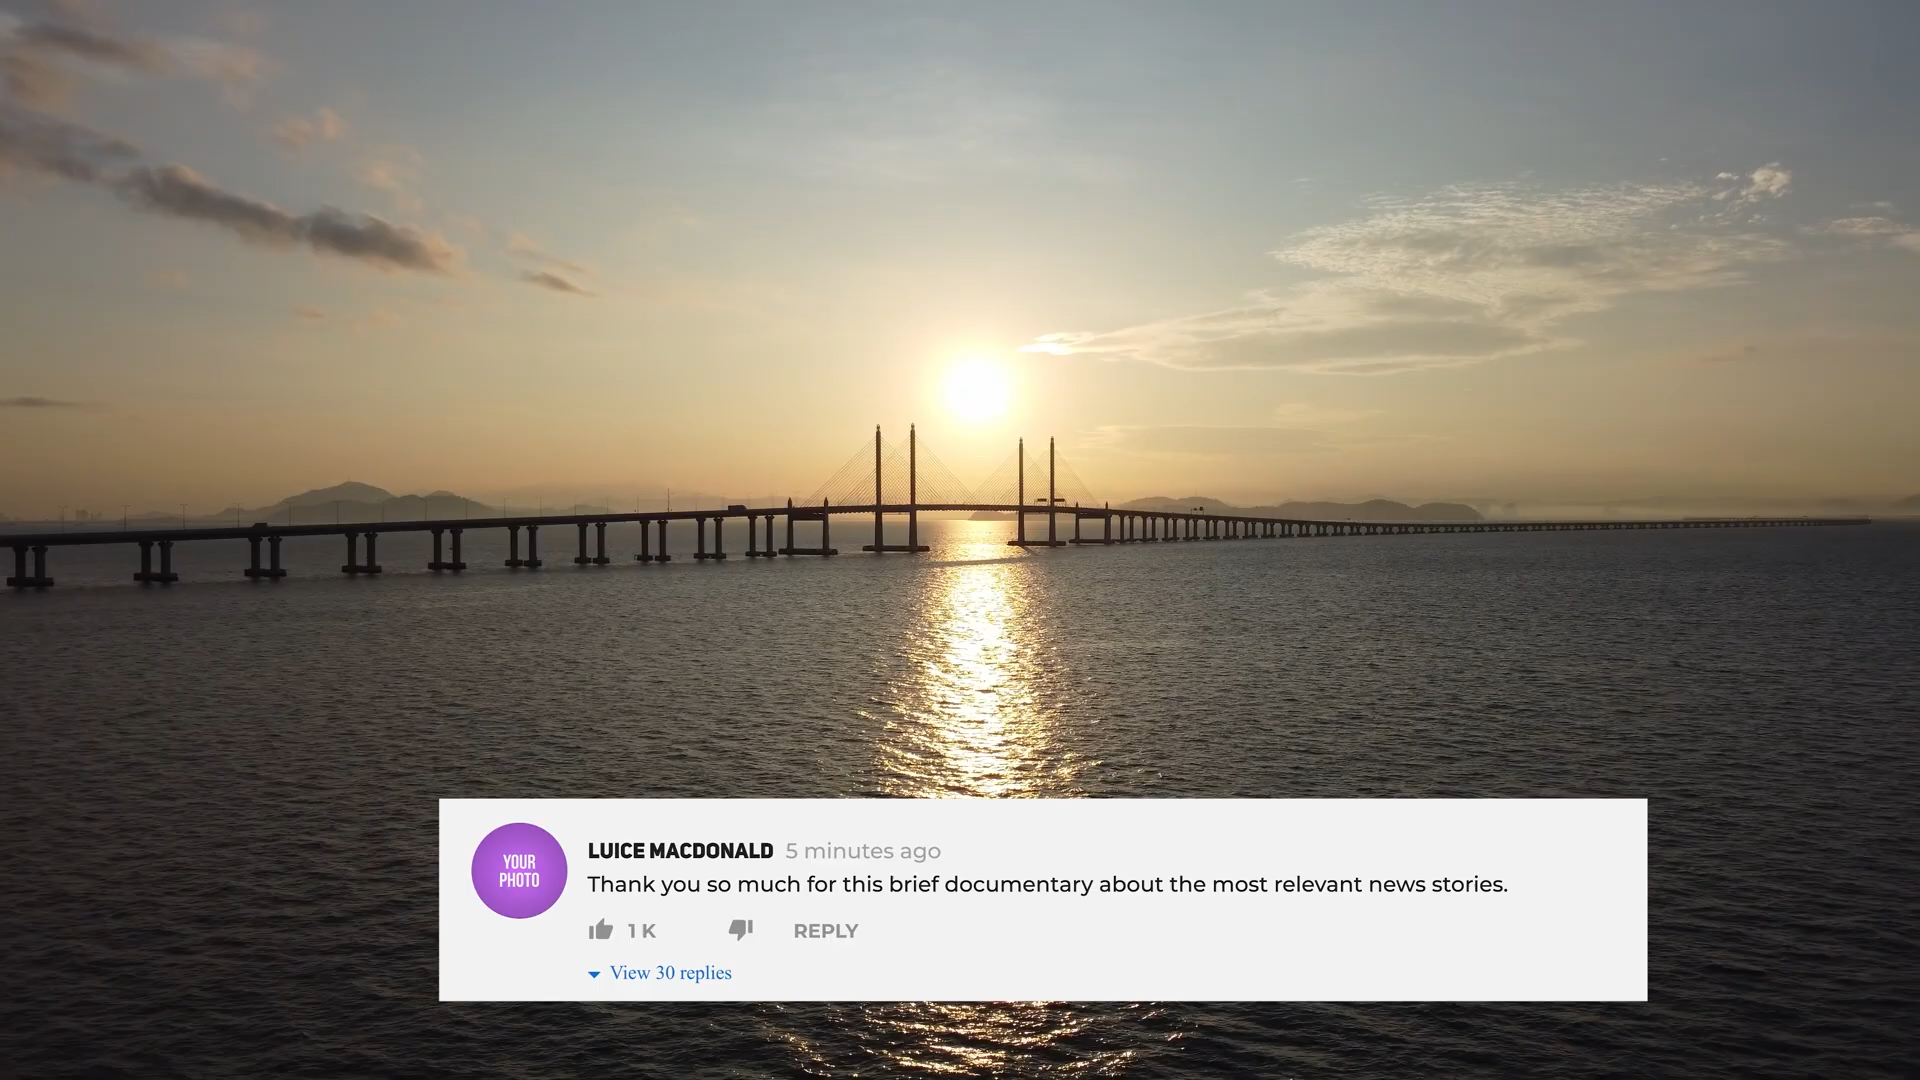 YOUR
PHOTO
LUICE MACDONALD 5 minutes ago
Thank you so much for this brief documentary about the most relevant news stories.
1 K REPLY
View 30 replies